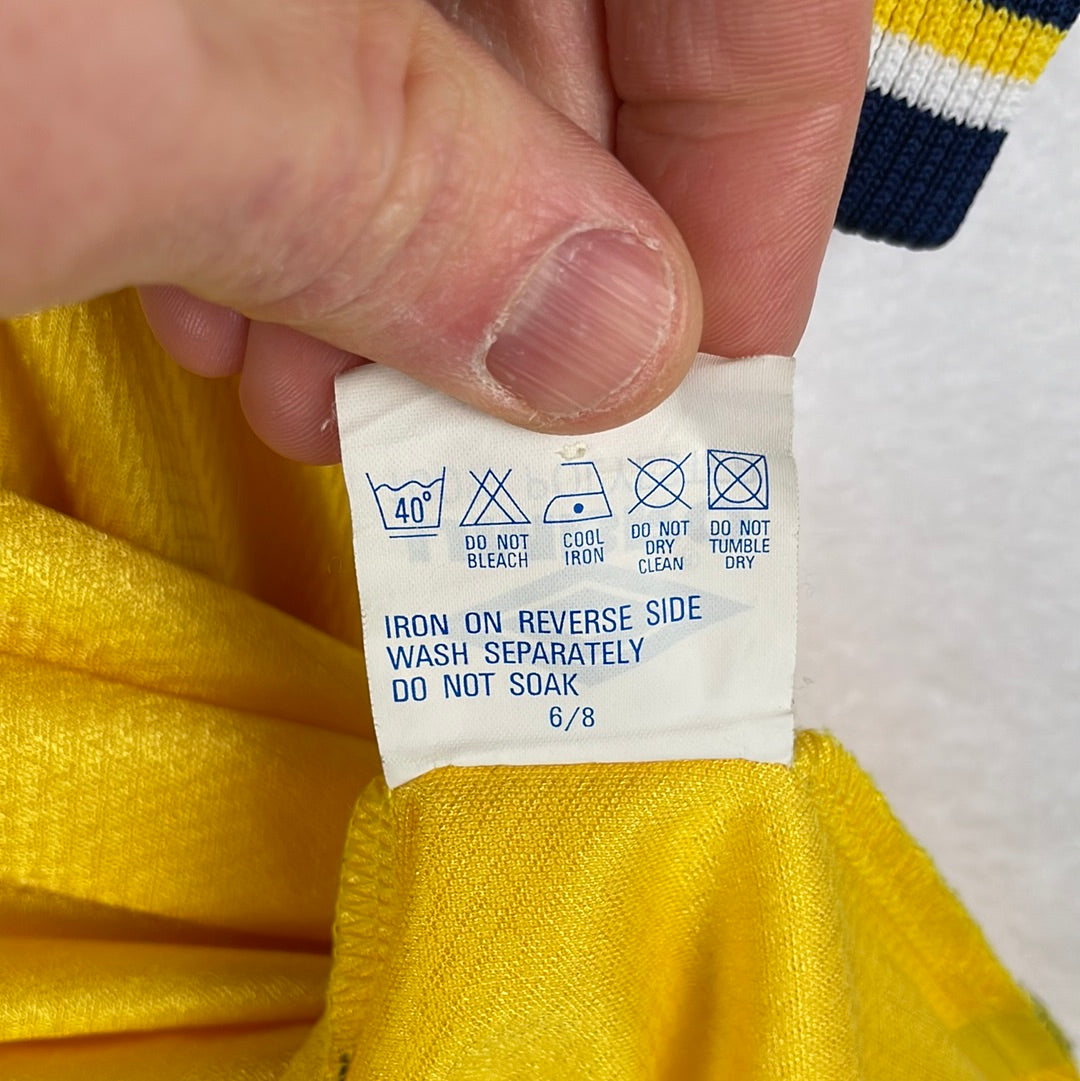 40°
DO NOT
BLEACH
COOL
IRON
DO NOT
DRY
CLEAN
DO NOT
TUMBLE
DRY
IRON ON REVERSE SIDE
WASH SEPARATELY
DO NOT SOAK
6/8